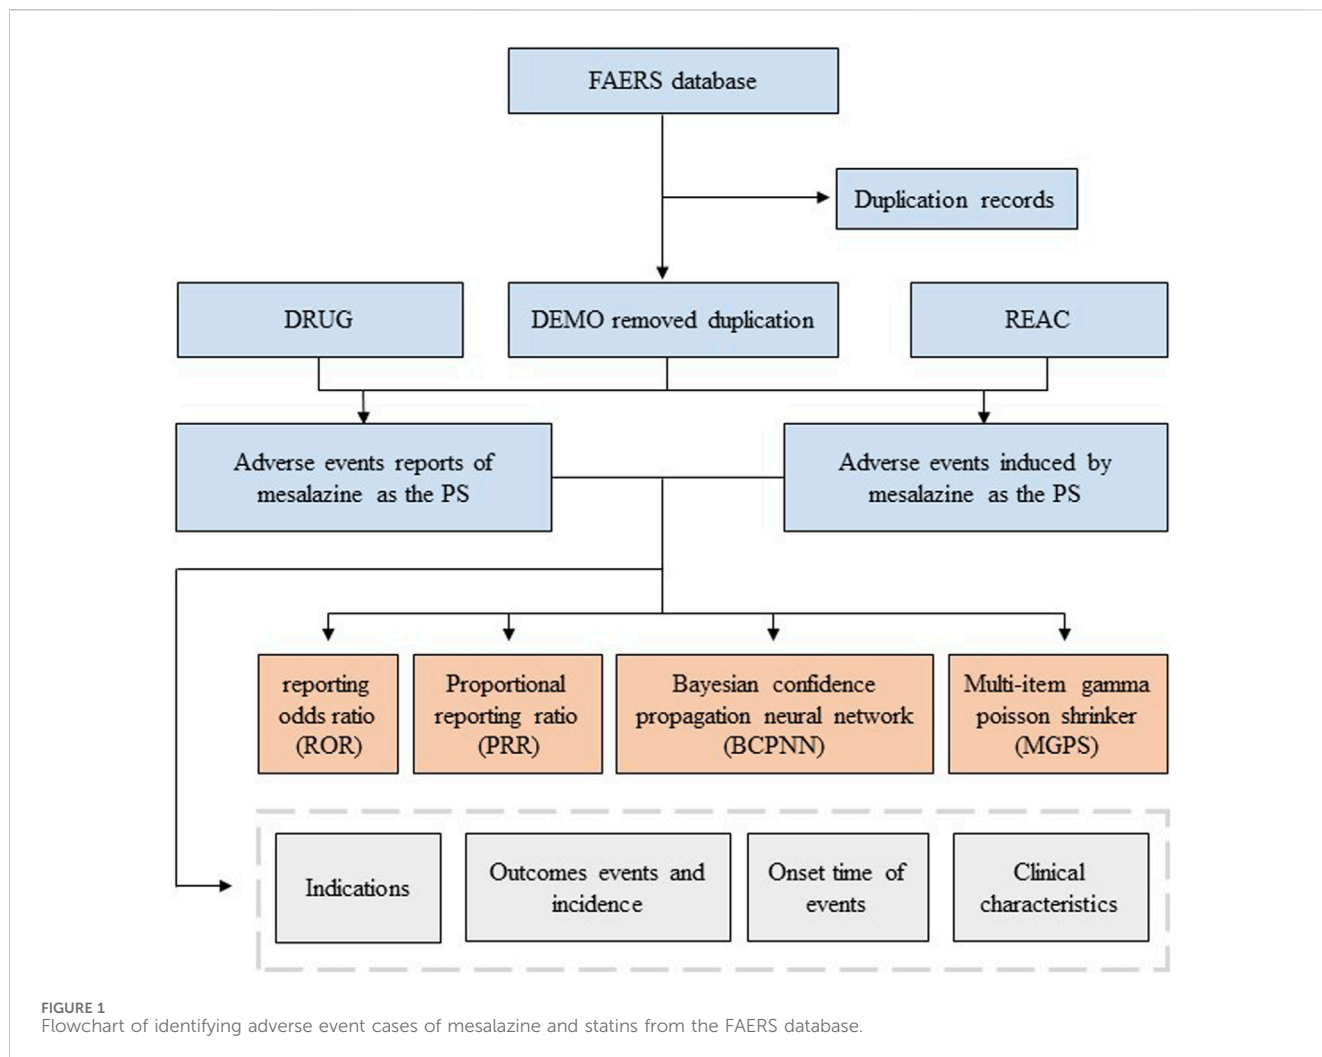 FAERS database
Duplication records
DRUG
DEMO removed duplication
REAC
Adverse events reports of
mesalazine as the PS
Adverse events induced by
mesalazine as the PS
reporting
odds ratio
(ROR)
Proportional
reporting ratio
(PRR)
Bayesian confidence
propagation neural network
(BCPNN)
Multi-item gamma
poisson shrinker
(MGPS)
Indications
Outcomes events and
incidence
Onset time of
events
Clinical
characteristics
FIGURE 1
Flowchart of identifying adverse event cases of mesalazine and statins from the FAERS database.